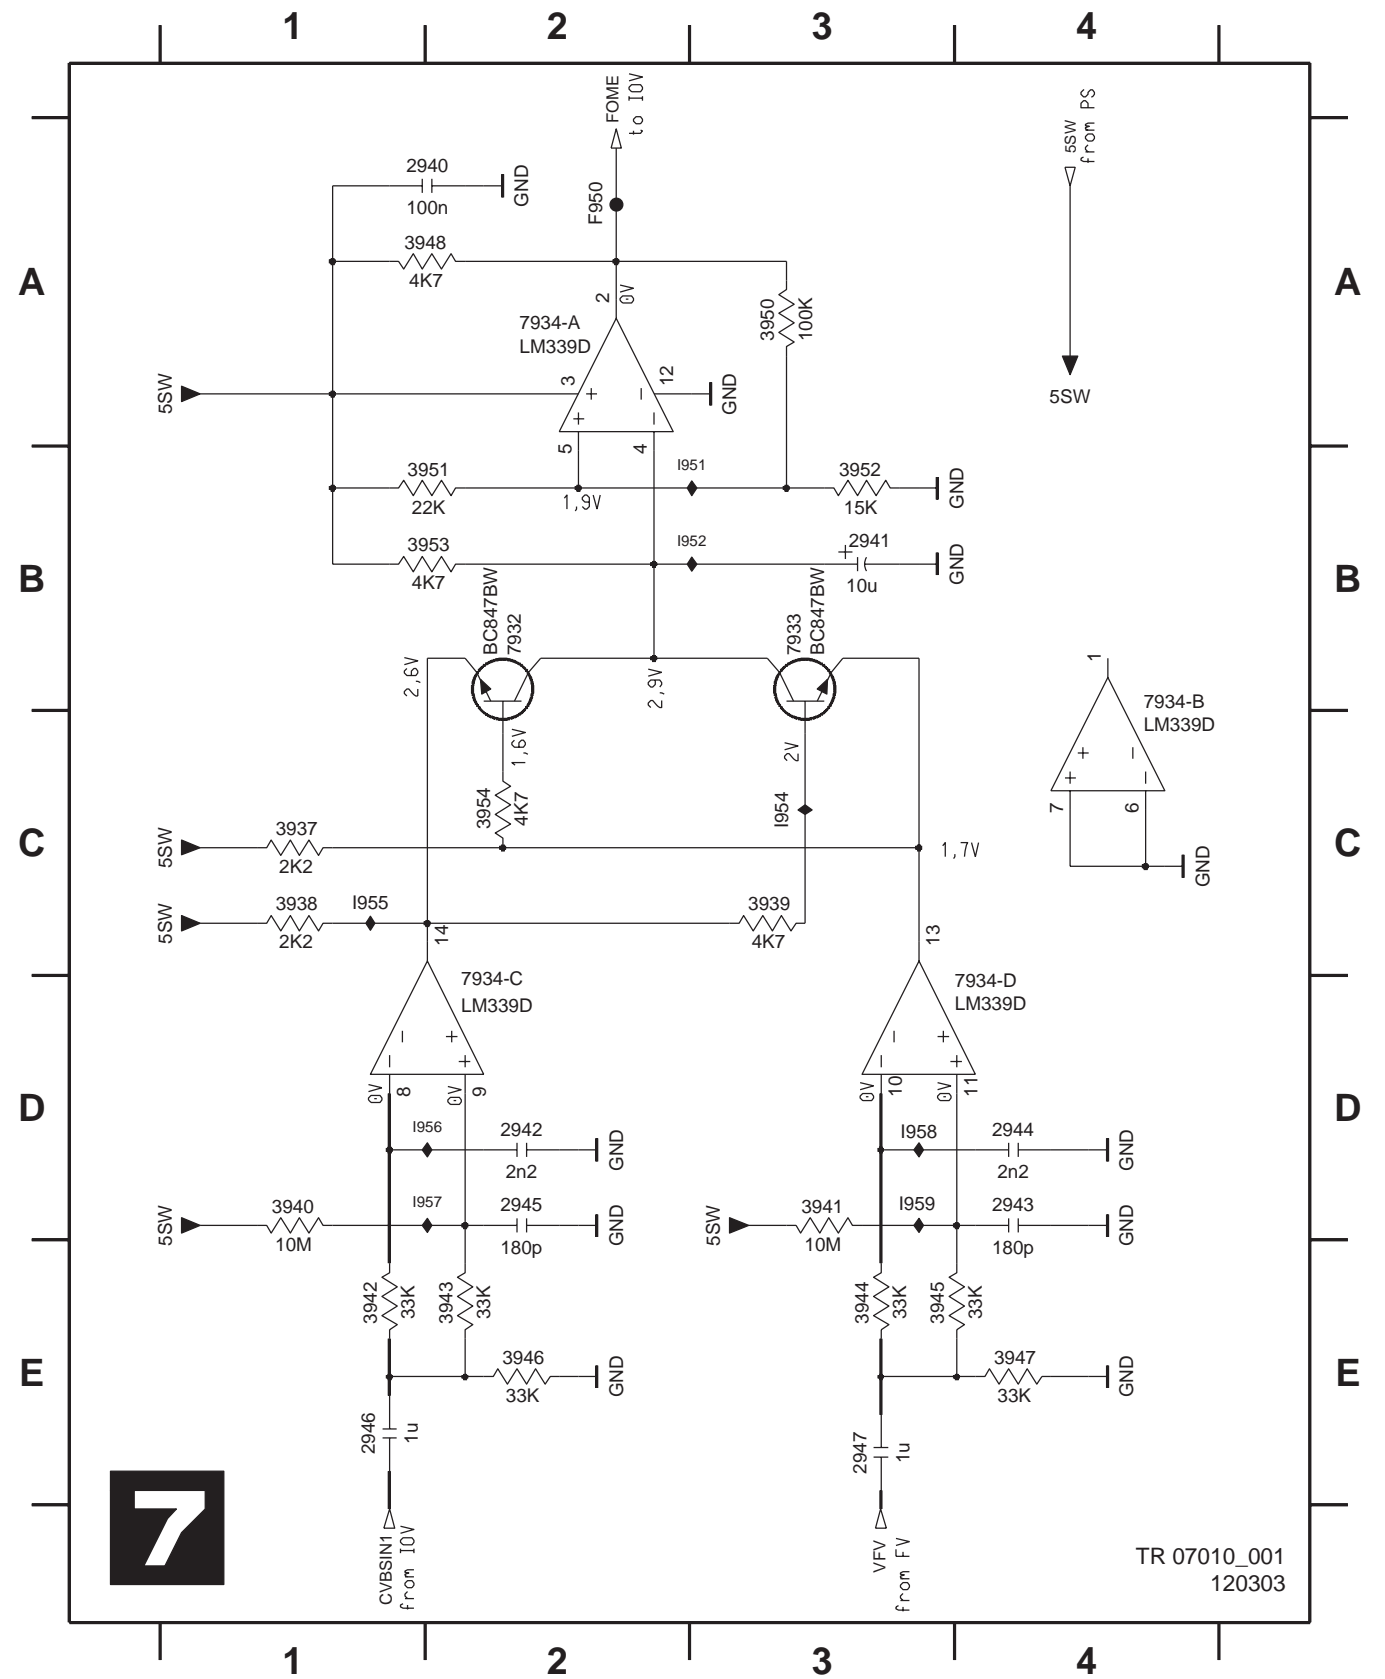 1 2 3 4
FOME
to IOV
5SW
from PS
2940
100n
GND
F950
A
3948
4K7
A
2
0V
3950
100K
7934-A
LM339D
3
12
+ −
+ −
GND
5SW
5SW
5
4
3951
22K
I951
3952
15K
GND
1,9V
3953
4K7
I952
+
2941
10u
GND
B
B
BC847BW
7932
7933
BC847BW
2,6V
2,9V
1
7934-B
LM339D
+ −
+ −
1,6V
2V
3954
4K7
I954
7
6
C
5SW
3937
2K2
1,7V
GND
C
5SW
3938
2K2
I955
14
3939
4K7
13
7934-C
LM339D
− +
− +
7934-D
LM339D
− +
− +
0V
8
0V
9
0V
10
0V
11
D
D
I956
2942
2n2
GND
I958
2944
2n2
GND
5SW
3940
10M
I957
2945
180p
GND
5SW
3941
10M
I959
2943
180p
GND
3942
33K
3943
33K
3944
33K
3945
33K
E
3946
33K
GND
3947
33K
GND
E
2946
1u
2947
1u
7
CVBSIN1
from IOV
VFV
from FV
TR 07010_001
120303
1 2 3 4